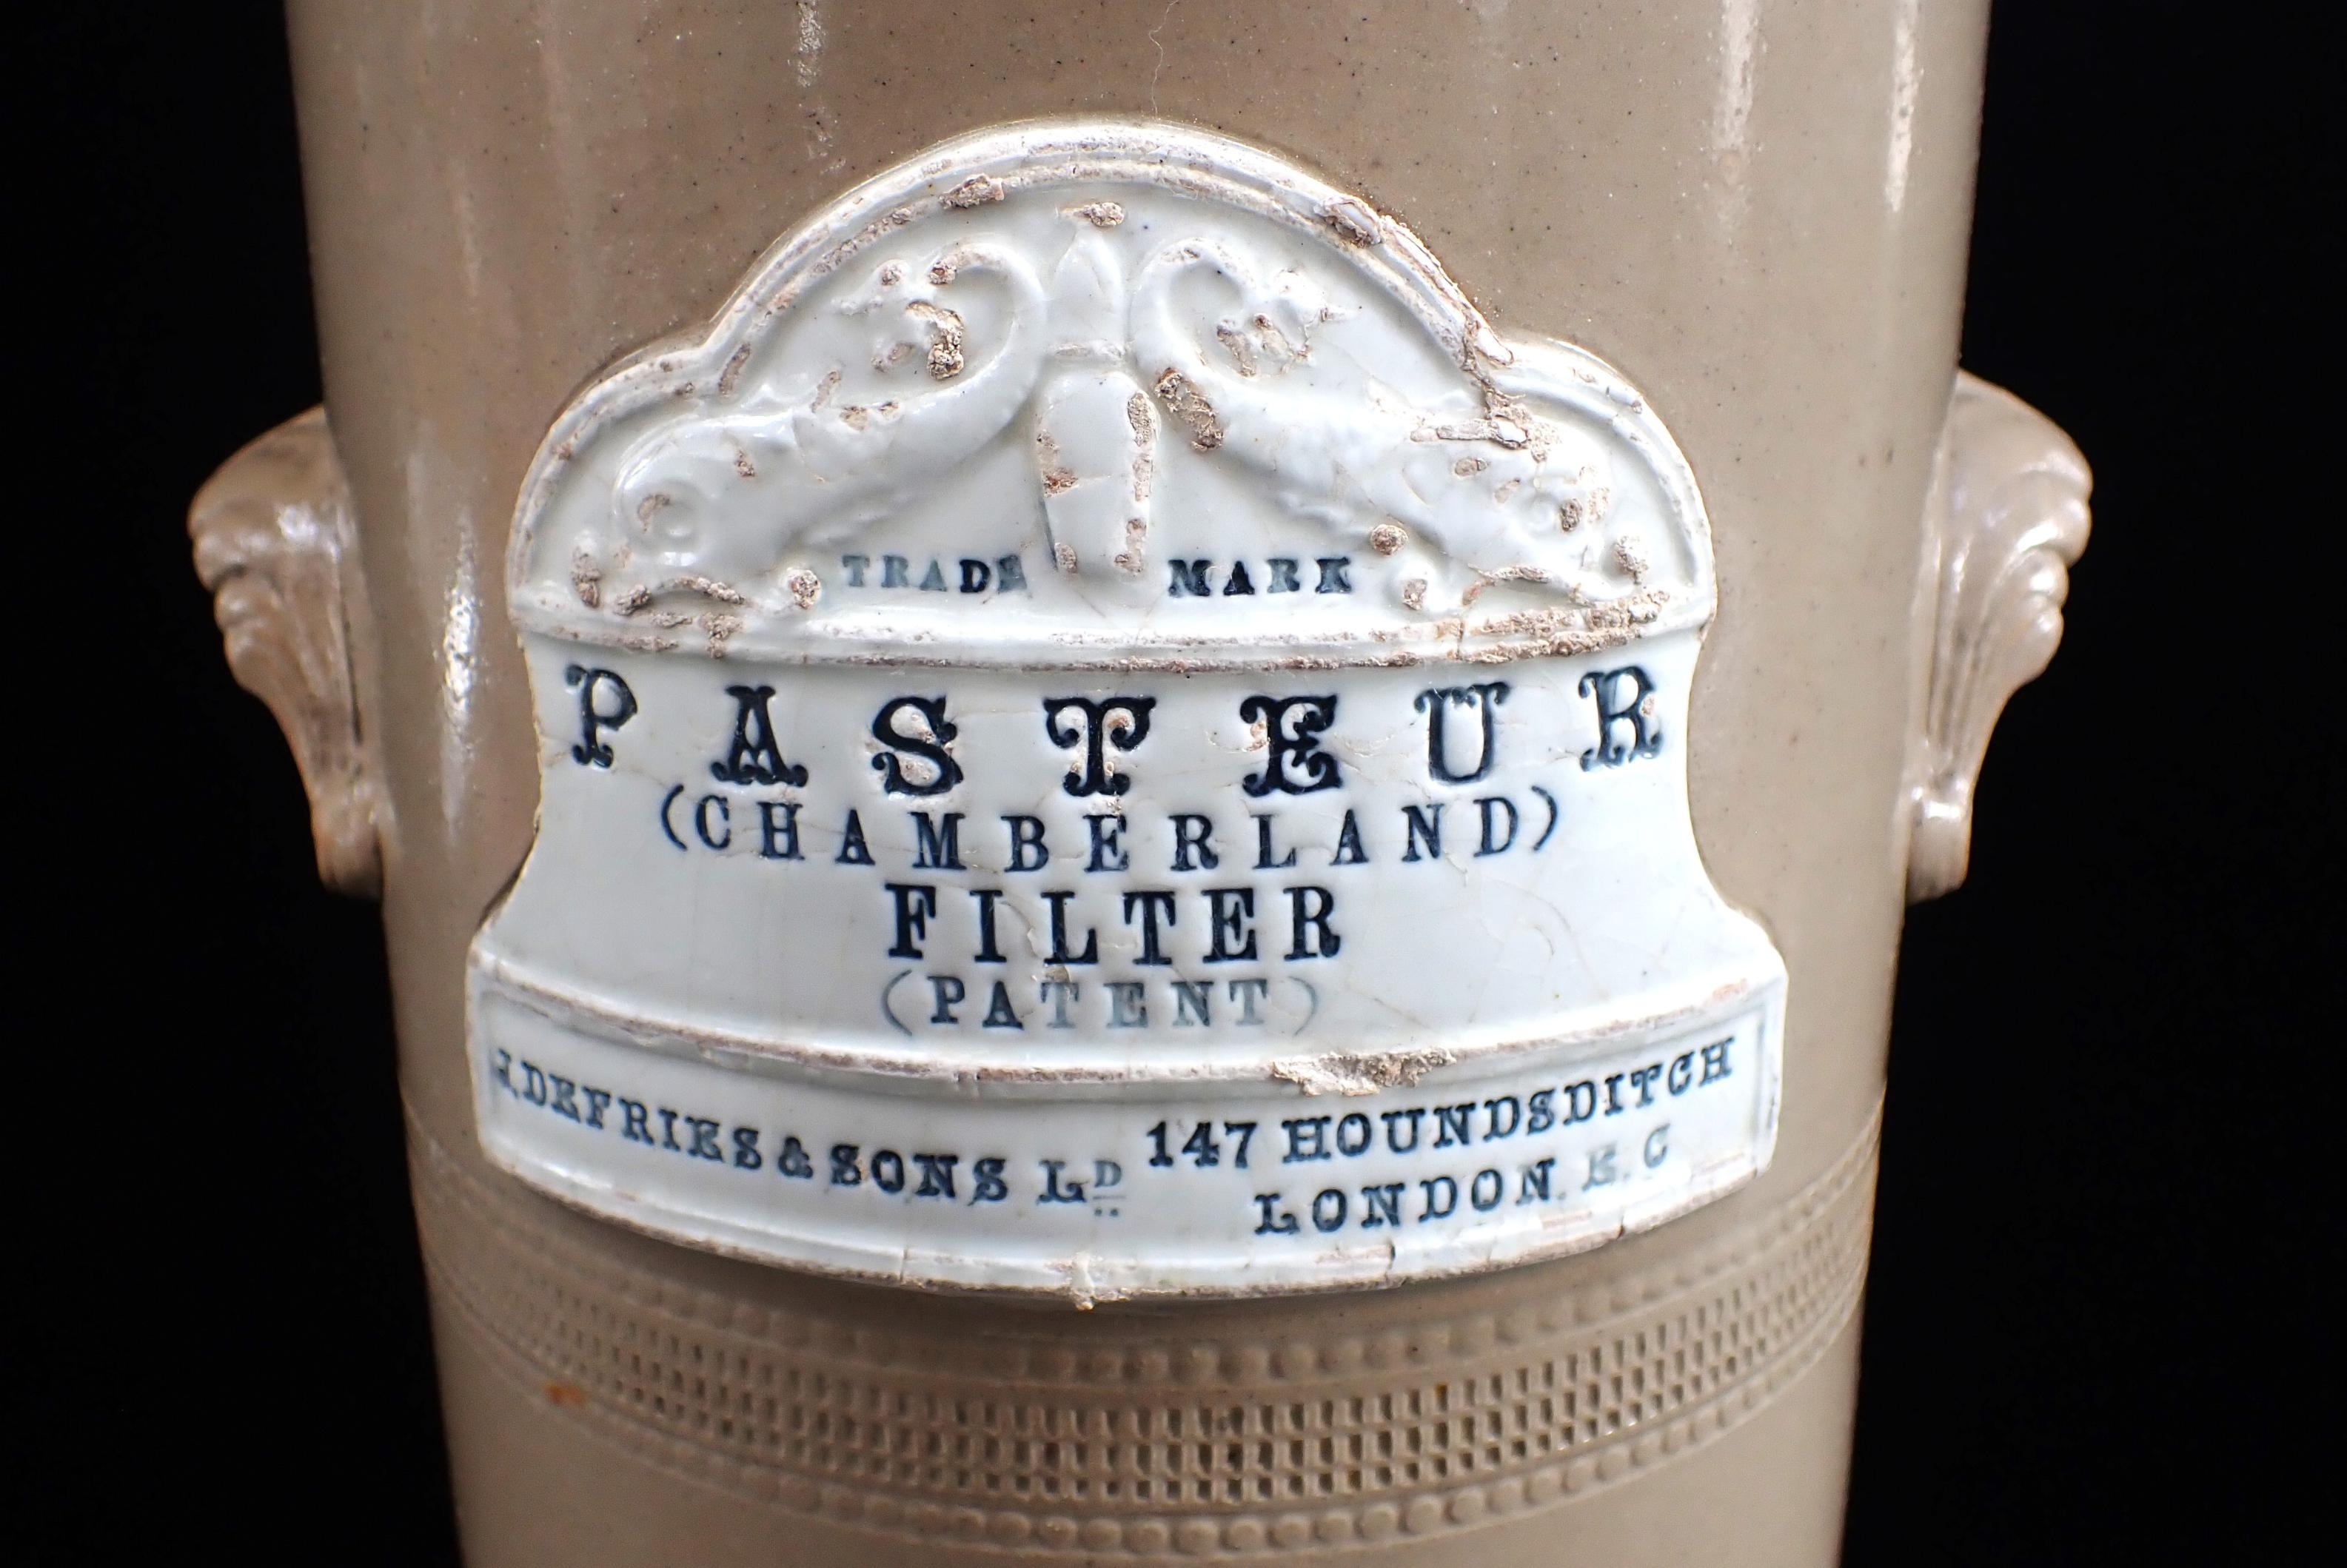 TRADE MARK
PASTEUR
(CHAMBERLAND)
FILTER
(PATENT)
J.DEFRIES & SONS LD
147 HOUNDSDITCH
LONDON. E. C